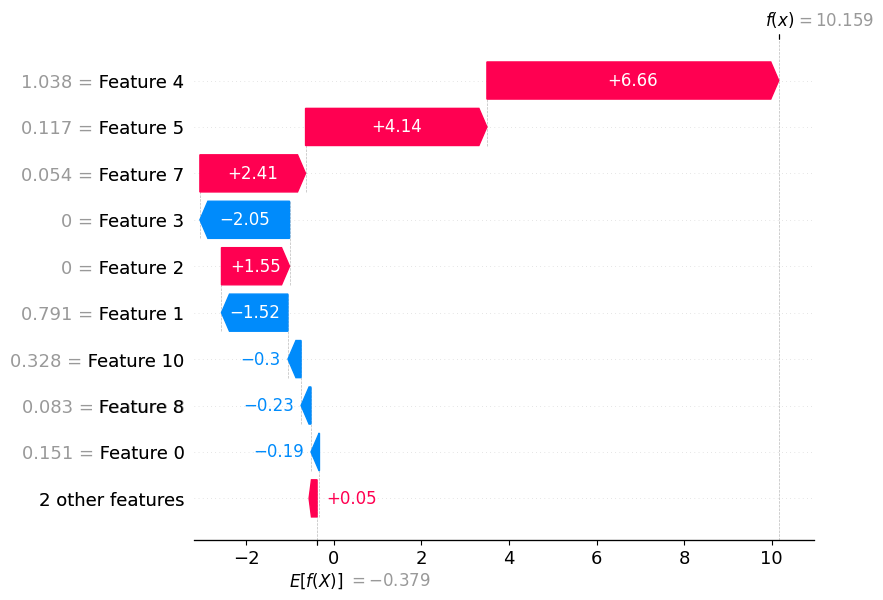 f(x) = 10.159
1.038 = Feature 4
+6.66
0.117 = Feature 5
+4.14
0.054 = Feature 7
+2.41
0 = Feature 3
−2.05
0 = Feature 2
+1.55
0.791 = Feature 1
−1.52
0.328 = Feature 10
−0.3
0.083 = Feature 8
−0.23
0.151 = Feature 0
−0.19
2 other features
+0.05
−2 0 2 4 6 8 10
E[f(X)] = −0.379